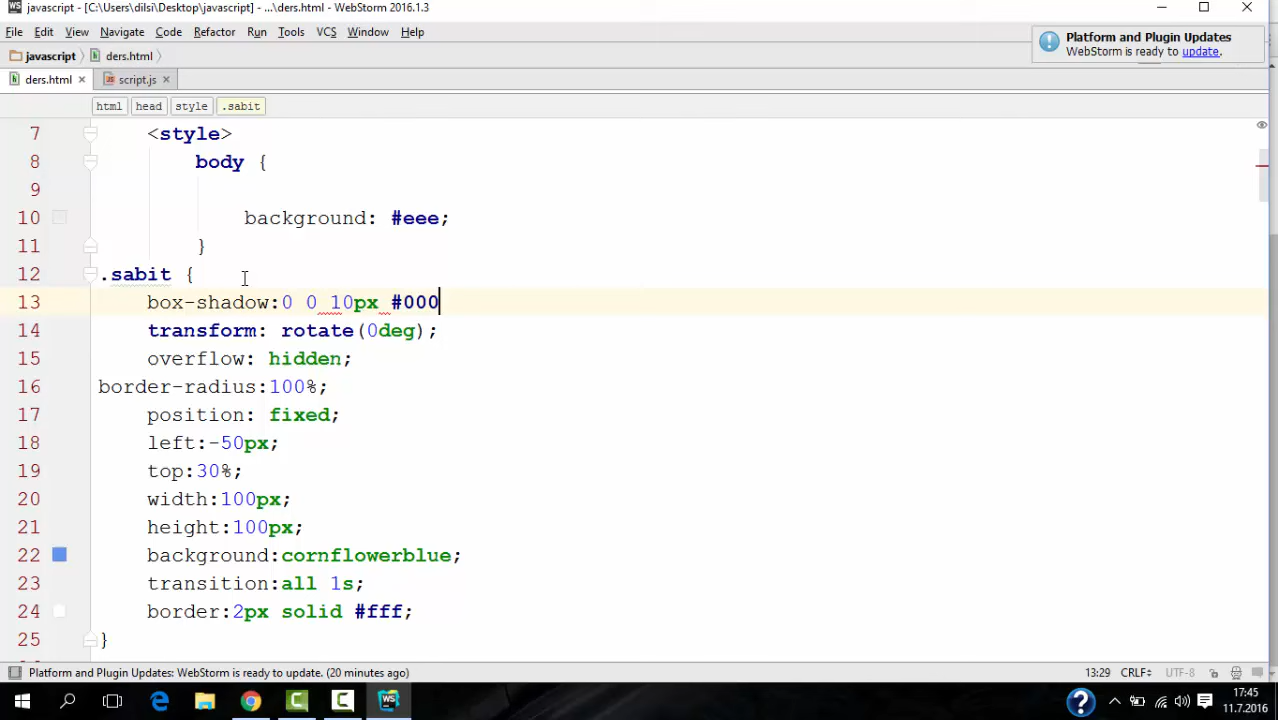 javascript - [C:\Users\dilsi\Desktop\javascript] - ...\ders.html - WebStorm 2016.1.3
File Edit View Navigate Code Refactor Run Tools VCS Window Help
Platform and Plugin Updates
WebStorm is ready to update.
javascript ders.html
ders.html script.js
html head style .sabit
7 <style>
8 body {
9
10 background: #eee;
11 }
12 .sabit {
13 box-shadow:0 0 10px #000
14 transform: rotate(0deg);
15 overflow: hidden;
16 border-radius:100%;
17 position: fixed;
18 left:-50px;
19 top:30%;
20 width:100px;
21 height:100px;
22 background:cornflowerblue;
23 transition:all 1s;
24 border:2px solid #fff;
25 }
Platform and Plugin Updates: WebStorm is ready to update. (20 minutes ago) 13:29 CRLF UTF-8
17:45
11.7.2016